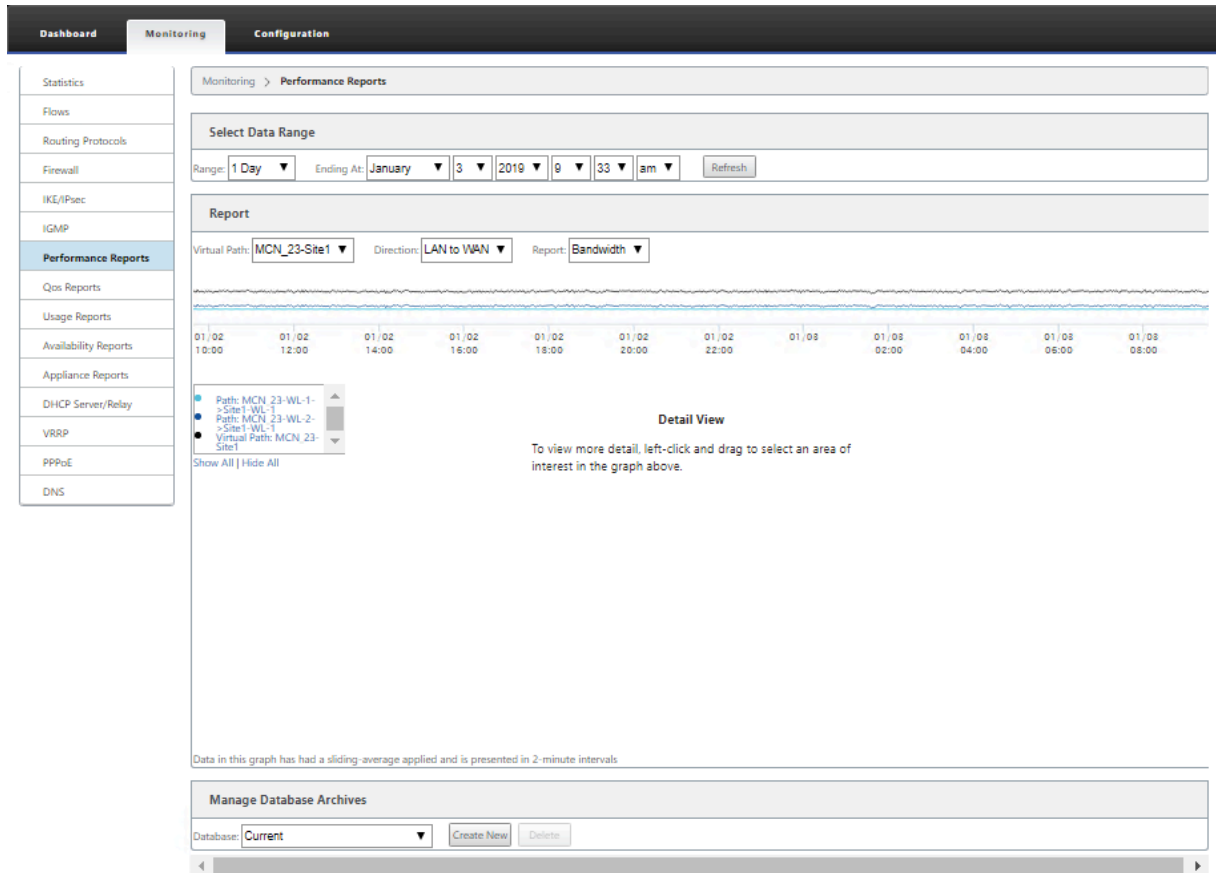 Dashboard Monitoring Configuration
Statistics
Flows
Routing Protocols
Firewall
IKE/IPsec
IGMP
Performance Reports
Qos Reports
Usage Reports
Availability Reports
Appliance Reports
DHCP Server/Relay
VRRP
PPPoE
DNS
Monitoring > Performance Reports
Select Data Range
Range: 1 Day ▼ Ending At: January ▼ 3 ▼ 2019 ▼ 9 ▼ 33 ▼ am ▼ Refresh
Report
Virtual Path: MCN_23-Site1 ▼ Direction: LAN to WAN ▼ Report: Bandwidth ▼
01/02 01/02 01/02 01/02 01/02 01/02 01/02 01/03 01/03 01/03 01/03 01/03
10:00 12:00 14:00 16:00 18:00 20:00 22:00 02:00 04:00 06:00 08:00
Path: MCN_23-WL-1-
>Site1-WL-1
Path: MCN_23-WL-2-
>Site1-WL-1
Virtual Path: MCN_23-
Site1
Show All | Hide All
Detail View
To view more detail, left-click and drag to select an area of
interest in the graph above.
Data in this graph has had a sliding-average applied and is presented in 2-minute intervals
Manage Database Archives
Database: Current ▼ Create New Delete